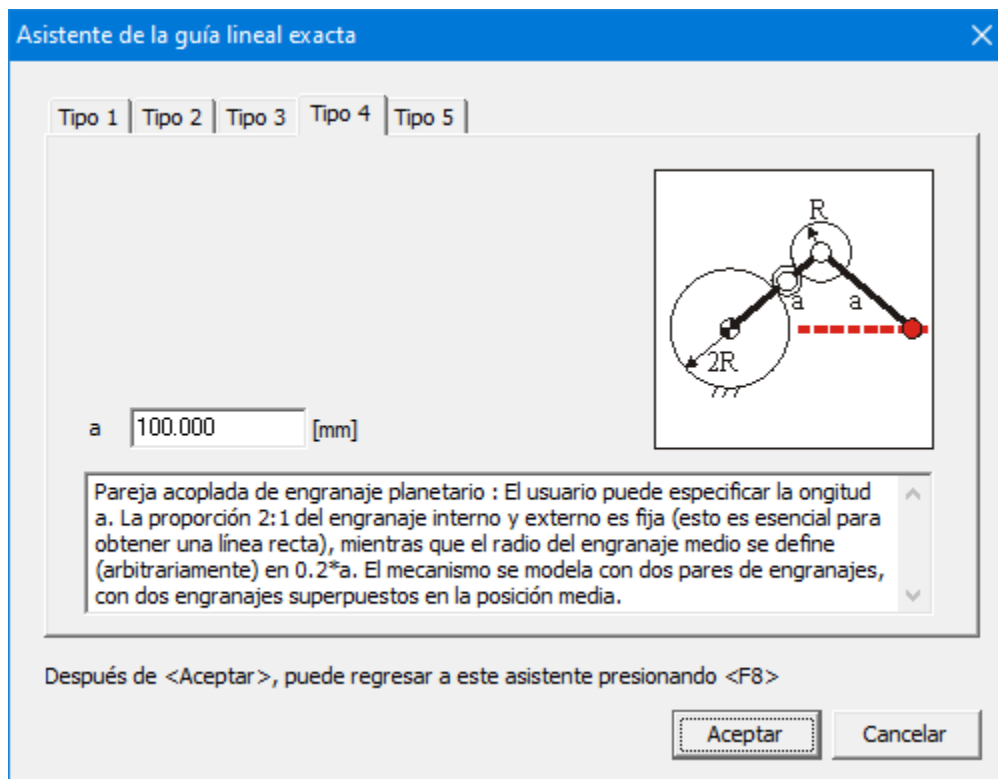 Asistente de la guía lineal exacta
Tipo 1 Tipo 2 Tipo 3 Tipo 4 Tipo 5
R
a a
2R
a 100.000 [mm]
Pareja acoplada de engranaje planetario : El usuario puede especificar la ongitud
a. La proporción 2:1 del engranaje interno y externo es fija (esto es esencial para
obtener una línea recta), mientras que el radio del engranaje medio se define
(arbitrariamente) en 0.2*a. El mecanismo se modela con dos pares de engranajes,
con dos engranajes superpuestos en la posición media.
Después de <Aceptar>, puede regresar a este asistente presionando <F8>
Aceptar Cancelar